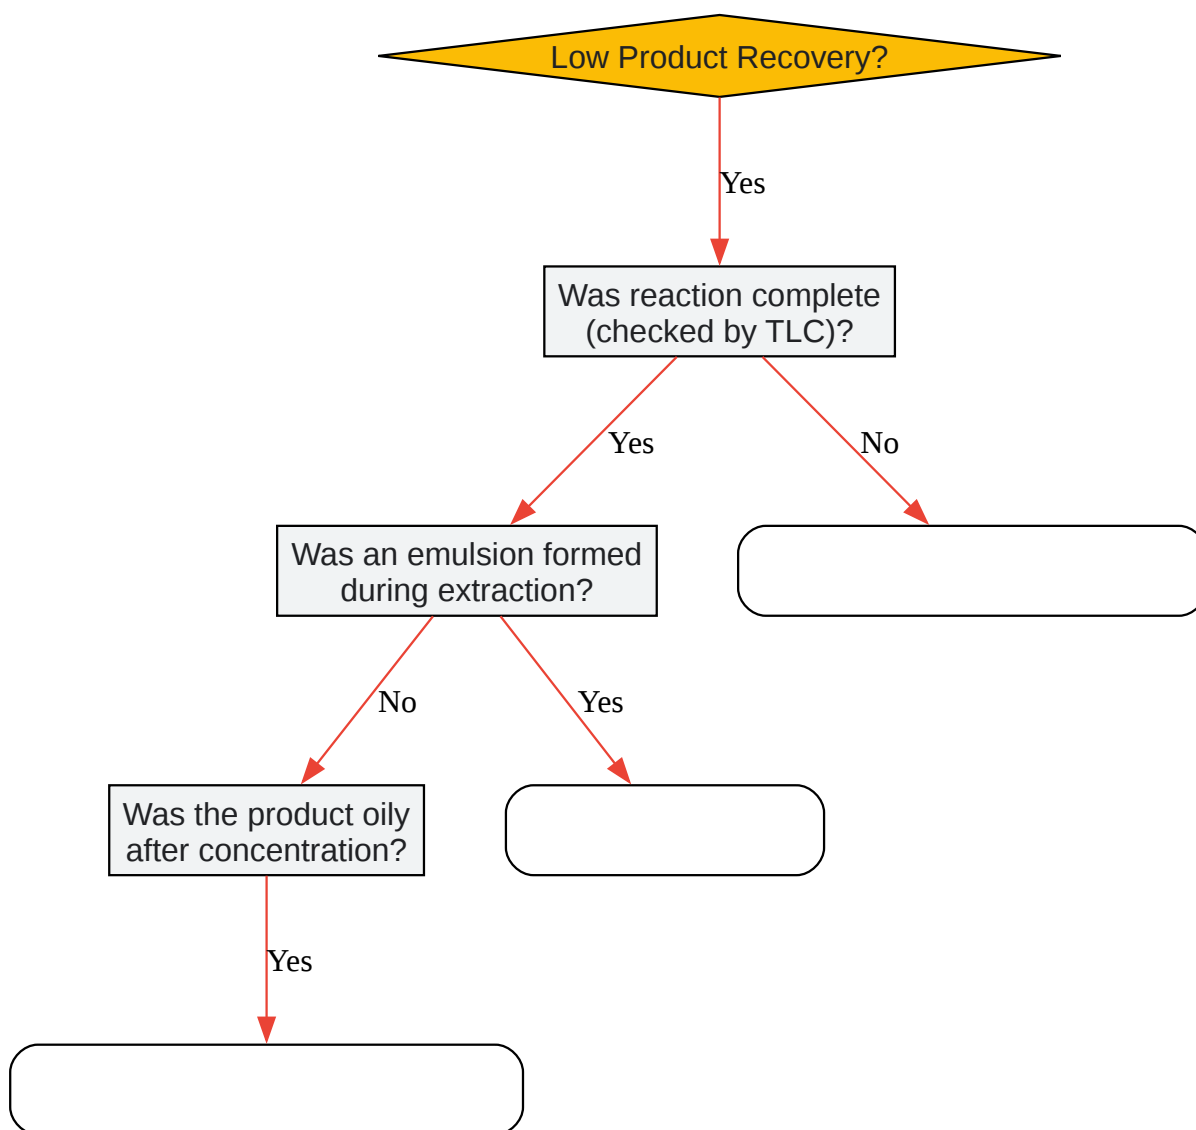 Low Product Recovery?
Yes
Was reaction complete
(checked by TLC)?
Yes
No
Was an emulsion formed
during extraction?
No
Yes
Was the product oily
after concentration?
Yes